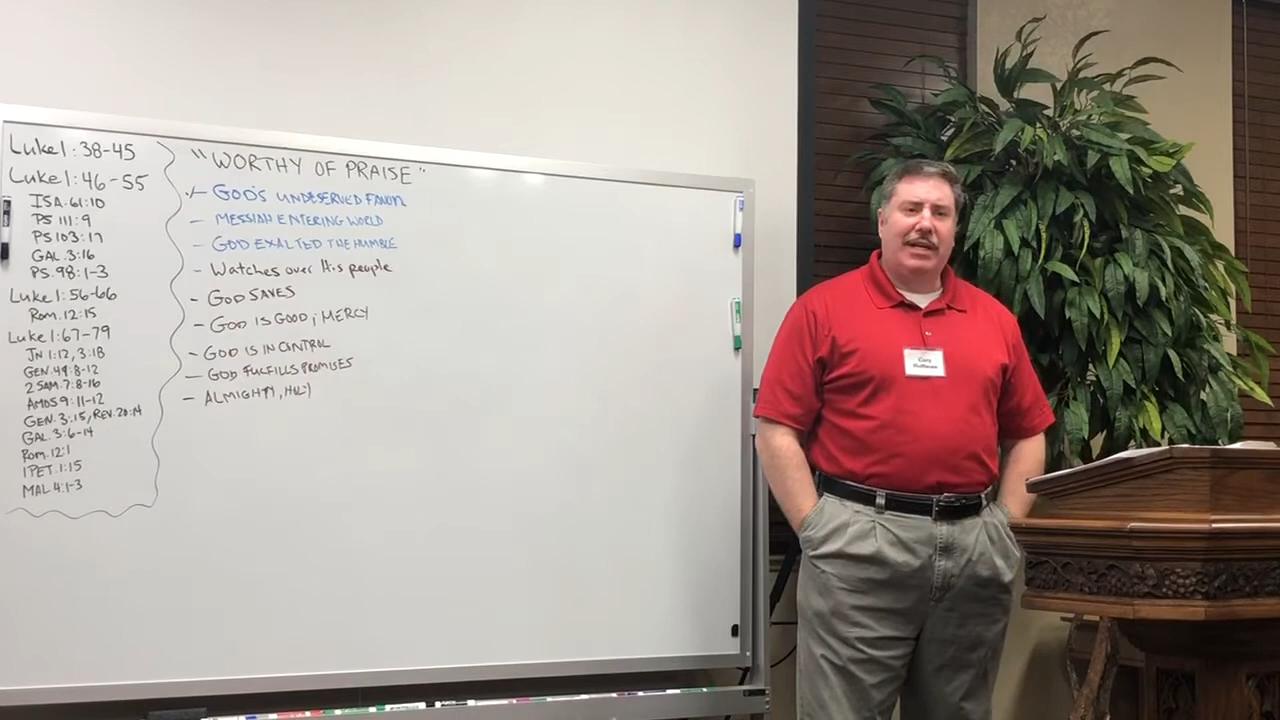 Luke 1:38-45
Luke 1:46-55
ISA. 61:10
PS 111:9
PS 103:17
GAL. 3:16
PS. 98:1-3
Luke 1:56-66
Rom. 12:15
Luke 1:67-79
JN 1:12, 3:18
GEN. 49:8-12
2 SAM. 7:8-16
AMOS 9:11-12
GEN. 3:15, REV. 20:14
GAL. 3:6-14
Rom. 12:1
1 PET. 1:15
MAL 4:1-3
"WORTHY OF PRAISE"
- GOD'S UNDESERVED FAVOR
- MESSIAH ENTERING WORLD
- GOD EXALTED THE HUMBLE
- Watches over His people
- GOD SAVES
- GOD IS GOOD; MERCY
- GOD IS IN CONTROL
- GOD FULFILLS PROMISES
- ALMIGHTY, HOLY
Gary
Hoffman